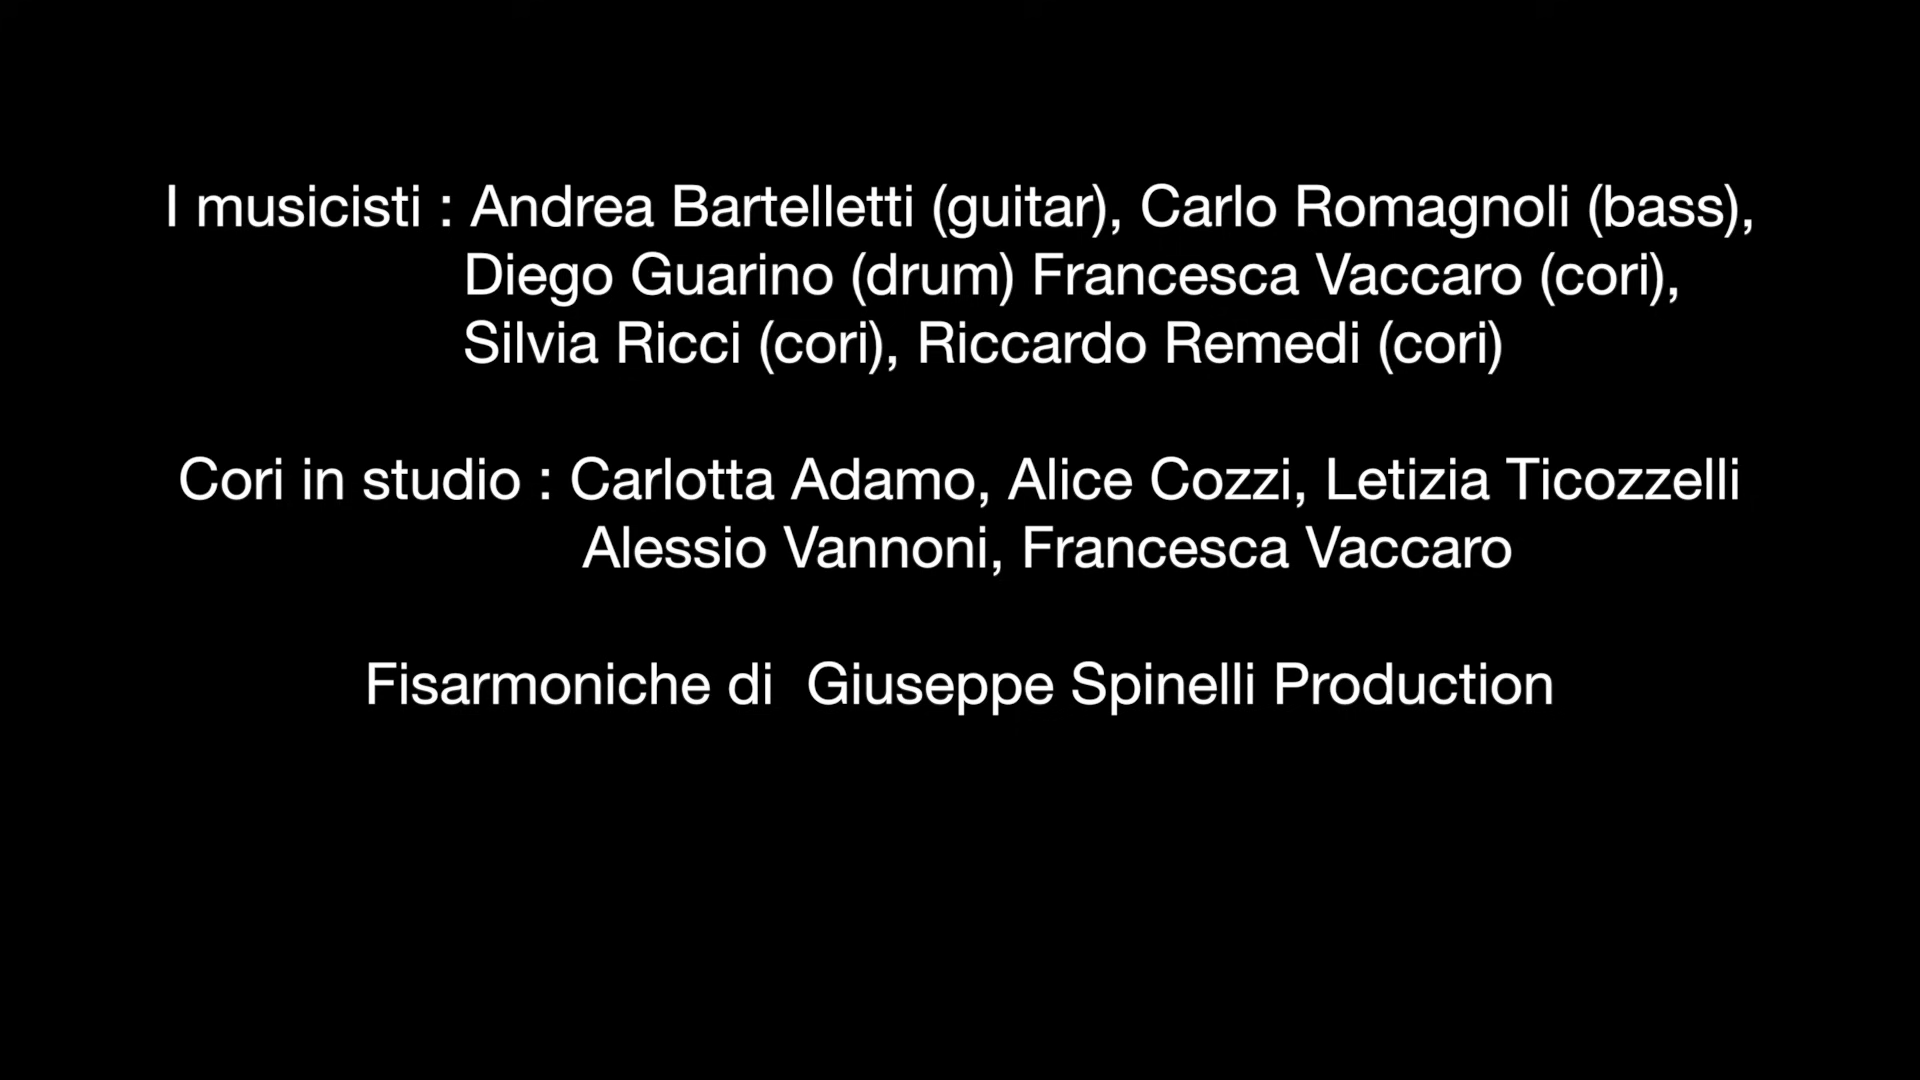 I musicisti : Andrea Bartelletti (guitar), Carlo Romagnoli (bass),
Diego Guarino (drum) Francesca Vaccaro (cori),
Silvia Ricci (cori), Riccardo Remedi (cori)
Cori in studio : Carlotta Adamo, Alice Cozzi, Letizia Ticozzelli
Alessio Vannoni, Francesca Vaccaro
Fisarmoniche di  Giuseppe Spinelli Production